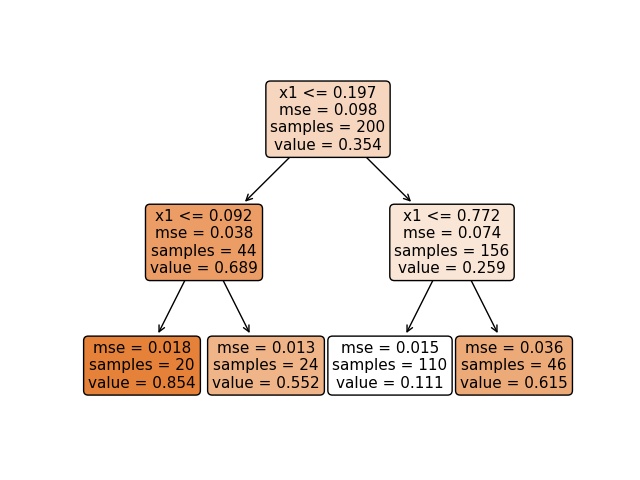 x1 <= 0.197
mse = 0.098
samples = 200
value = 0.354
x1 <= 0.092
mse = 0.038
samples = 44
value = 0.689
x1 <= 0.772
mse = 0.074
samples = 156
value = 0.259
mse = 0.018
samples = 20
value = 0.854
mse = 0.013
samples = 24
value = 0.552
mse = 0.015
samples = 110
value = 0.111
mse = 0.036
samples = 46
value = 0.615